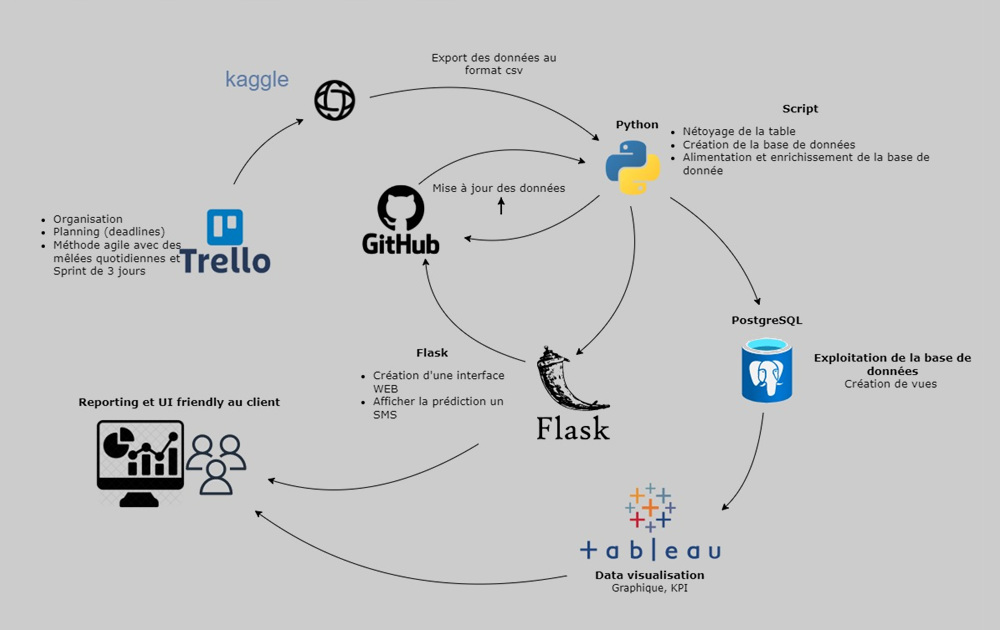 Export des données au
format csv
kaggle
Script
Python
Nétoyage de la table
Création de la base de données
Alimentation et enrichissement de la base de
donnée
Mise à jour des données
GitHub
Organisation
Planning (deadlines)
Méthode agile avec des
mêlées quotidiennes et
Sprint de 3 jours
Trello
PostgreSQL
Exploitation de la base de
données
Création de vues
Flask
Création d'une interface
WEB
Afficher la prédiction un
SMS
Flask
Reporting et UI friendly au client
+ableau
Data visualisation
Graphique, KPI